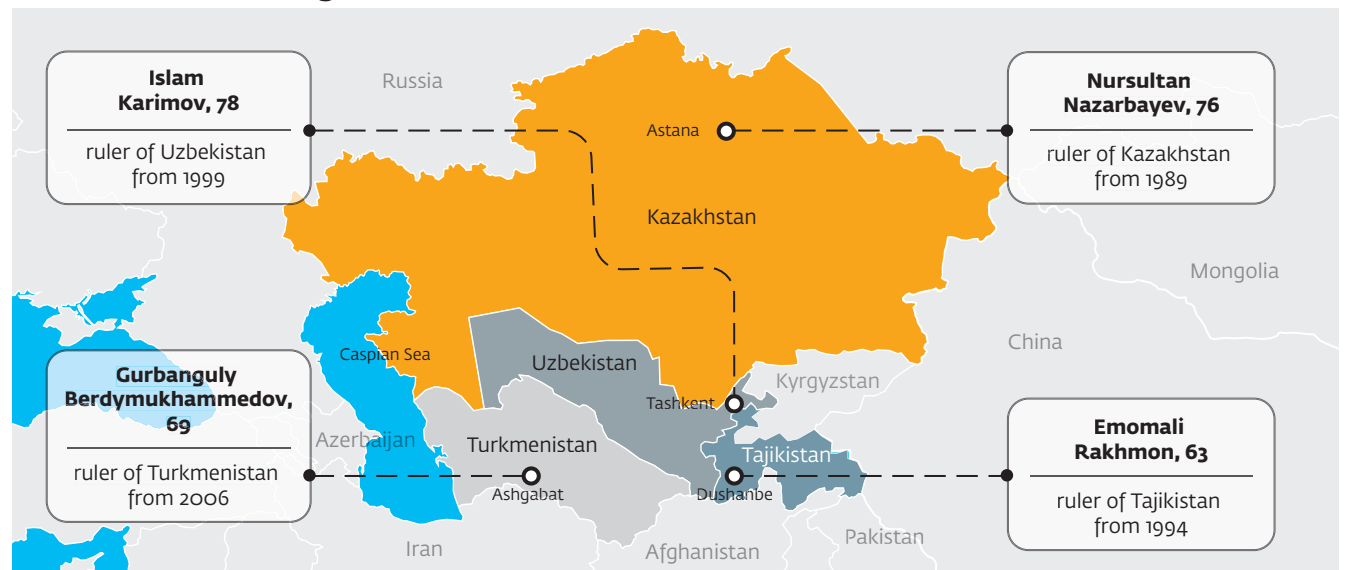 Islam
Karimov, 78
ruler of Uzbekistan
from 1999
Nursultan
Nazarbayev, 76
ruler of Kazakhstan
from 1989
Gurbanguly
Berdymukhammedov,
69
ruler of Turkmenistan
from 2006
Emomali
Rakhmon, 63
ruler of Tajikistan
from 1994
Russia
Astana
Kazakhstan
Mongolia
China
Caspian Sea
Uzbekistan
Kyrgyzstan
Tashkent
Azerbaijan
Turkmenistan
Tajikistan
Ashgabat
Dushanbe
Iran
Afghanistan
Pakistan